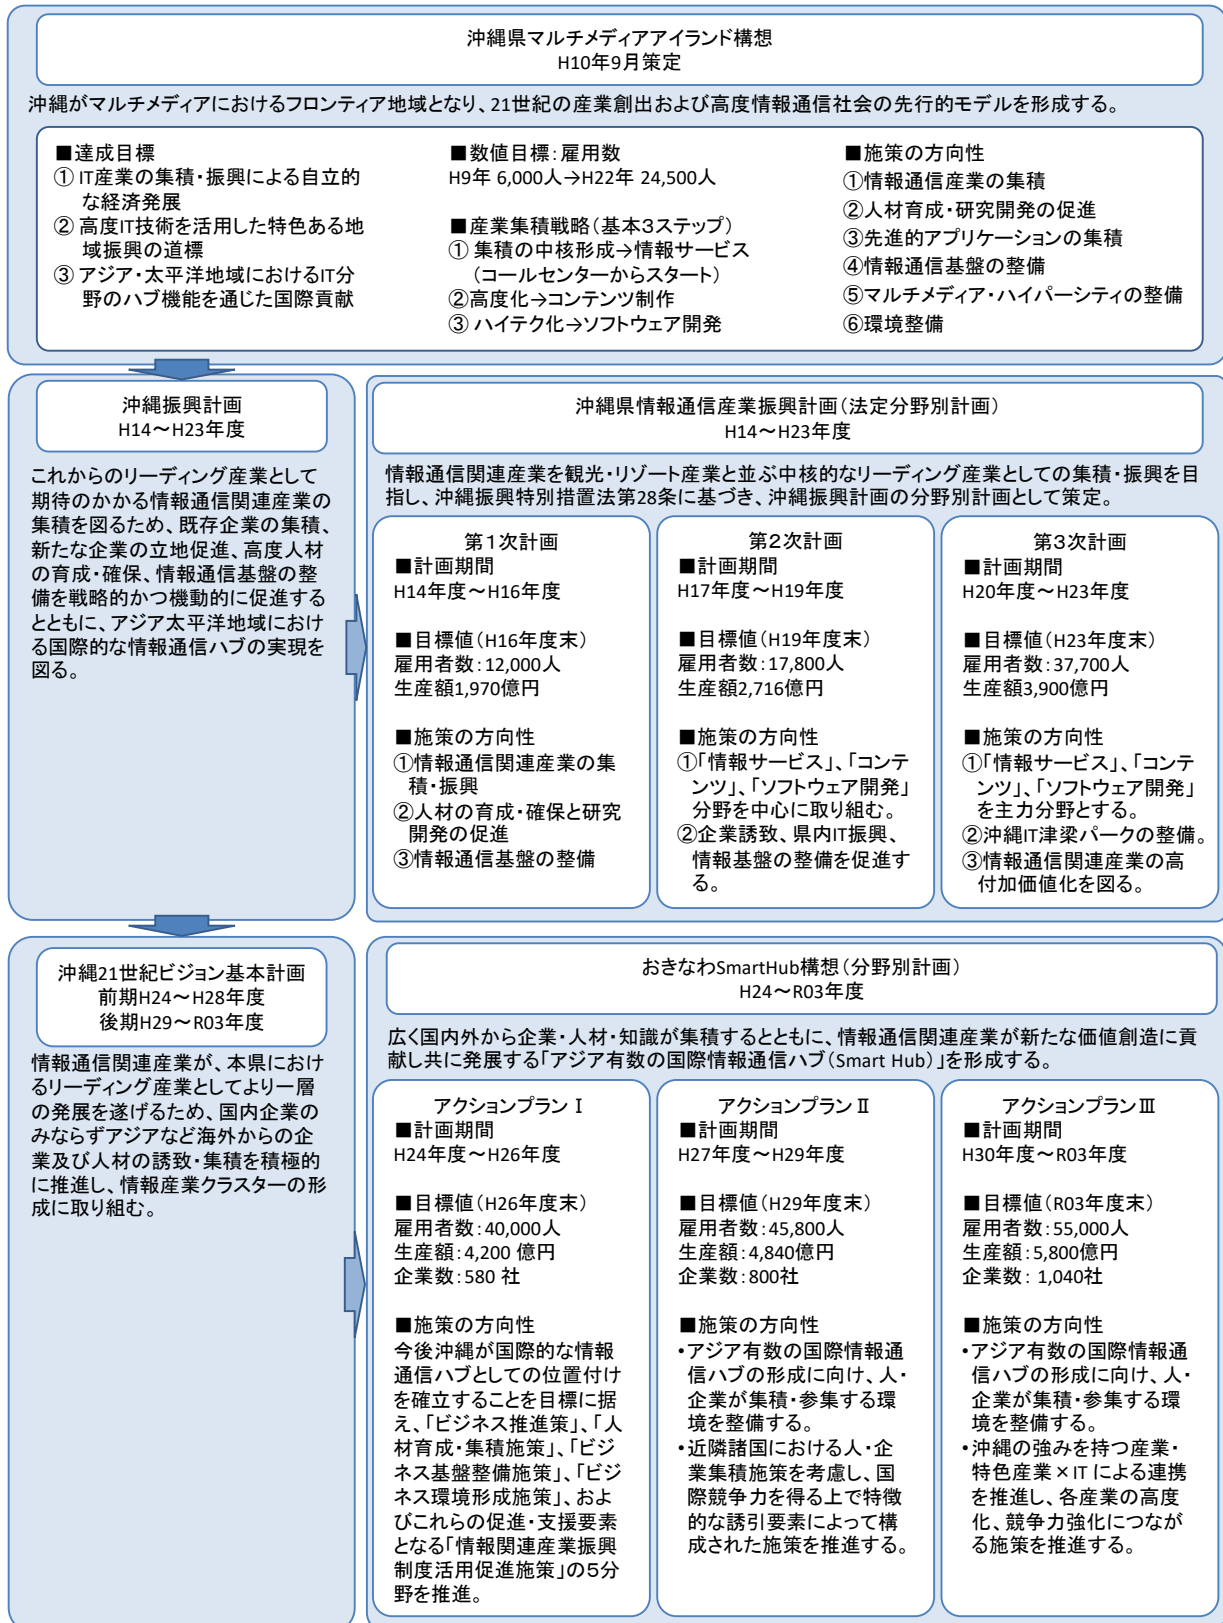 沖縄県マルチメディアアイランド構想
H10年9月策定
沖縄がマルチメディアにおけるフロンティア地域となり、21世紀の産業創出および高度情報通信社会の先行的モデルを形成する。
■達成目標
① IT産業の集積・振興による自立的
な経済発展
② 高度IT技術を活用した特色ある地
域振興の道標
③ アジア・太平洋地域におけるIT分
野のハブ機能を通じた国際貢献
■数値目標：雇用数
H9年 6,000人→H22年 24,500人
■産業集積戦略（基本3ステップ）
① 集積の中核形成→情報サービス
（コールセンターからスタート）
②高度化→コンテンツ制作
③ ハイテク化→ソフトウェア開発
■施策の方向性
①情報通信産業の集積
②人材育成・研究開発の促進
③先進的アプリケーションの集積
④情報通信基盤の整備
⑤マルチメディア・ハイパーシティの整備
⑥環境整備
沖縄振興計画
H14～H23年度
これからのリーディング産業として
期待のかかる情報通信関連産業の
集積を図るため、既存企業の集積、
新たな企業の立地促進、高度人材
の育成・確保、情報通信基盤の整
備を戦略的かつ機動的に促進する
とともに、アジア太平洋地域におけ
る国際的な情報通信ハブの実現を
図る。
沖縄県情報通信産業振興計画（法定分野別計画）
H14～H23年度
情報通信関連産業を観光・リゾート産業と並ぶ中核的なリーディング産業としての集積・振興を目
指し、沖縄振興特別措置法第28条に基づき、沖縄振興計画の分野別計画として策定。
第１次計画
■計画期間
H14年度～H16年度
■目標値（H16年度末）
雇用者数：12,000人
生産額1,970億円
■施策の方向性
①情報通信関連産業の集
積・振興
②人材の育成・確保と研究
開発の促進
③情報通信基盤の整備
第２次計画
■計画期間
H17年度～H19年度
■目標値（H19年度末）
雇用者数：17,800人
生産額2,716億円
■施策の方向性
①「情報サービス」、「コンテ
ンツ」、「ソフトウェア開発」
分野を中心に取り組む。
②企業誘致、県内IT振興、
情報基盤の整備を促進す
る。
第３次計画
■計画期間
H20年度～H23年度
■目標値（H23年度末）
雇用者数：37,700人
生産額3,900億円
■施策の方向性
①「情報サービス」、「コンテ
ンツ」、「ソフトウェア開発」
を主力分野とする。
②沖縄IT津梁パークの整備。
③情報通信関連産業の高
付加価値化を図る。
沖縄21世紀ビジョン基本計画
前期H24～H28年度
後期H29～R03年度
情報通信関連産業が、本県におけ
るリーディング産業としてより一層
の発展を遂げるため、国内企業の
みならずアジアなど海外からの企
業及び人材の誘致・集積を積極的
に推進し、情報産業クラスターの形
成に取り組む。
おきなわSmartHub構想（分野別計画）
H24～R03年度
広く国内外から企業・人材・知識が集積するとともに、情報通信関連産業が新たな価値創造に貢
献し共に発展する「アジア有数の国際情報通信ハブ（Smart Hub）」を形成する。
アクションプランⅠ
■計画期間
H24年度～H26年度
■目標値（H26年度末）
雇用者数：40,000人
生産額：4,200 億円
企業数：580 社
■施策の方向性
今後沖縄が国際的な情報
通信ハブとしての位置付け
を確立することを目標に据
え、「ビジネス推進策」、「人
材育成・集積施策」、「ビジ
ネス基盤整備施策」、「ビジ
ネス環境形成施策」、およ
びこれらの促進・支援要素
となる「情報関連産業振興
制度活用促進施策」の５分
野を推進。
アクションプランⅡ
■計画期間
H27年度～H29年度
■目標値（H29年度末）
雇用者数：45,800人
生産額：4,840億円
企業数：800社
■施策の方向性
・アジア有数の国際情報通
信ハブの形成に向け、人・
企業が集積・参集する環
境を整備する。
・近隣諸国における人・企
業集積施策を考慮し、国
際競争力を得る上で特徴
的な誘引要素によって構
成された施策を推進する。
アクションプランⅢ
■計画期間
H30年度～R03年度
■目標値（R03年度末）
雇用者数：55,000人
生産額：5,800億円
企業数： 1,040社
■施策の方向性
・アジア有数の国際情報通
信ハブの形成に向け、人・
企業が集積・参集する環
境を整備する。
・沖縄の強みを持つ産業・
特色産業×IT による連携
を推進し、各産業の高度
化、競争力強化につなが
る施策を推進する。